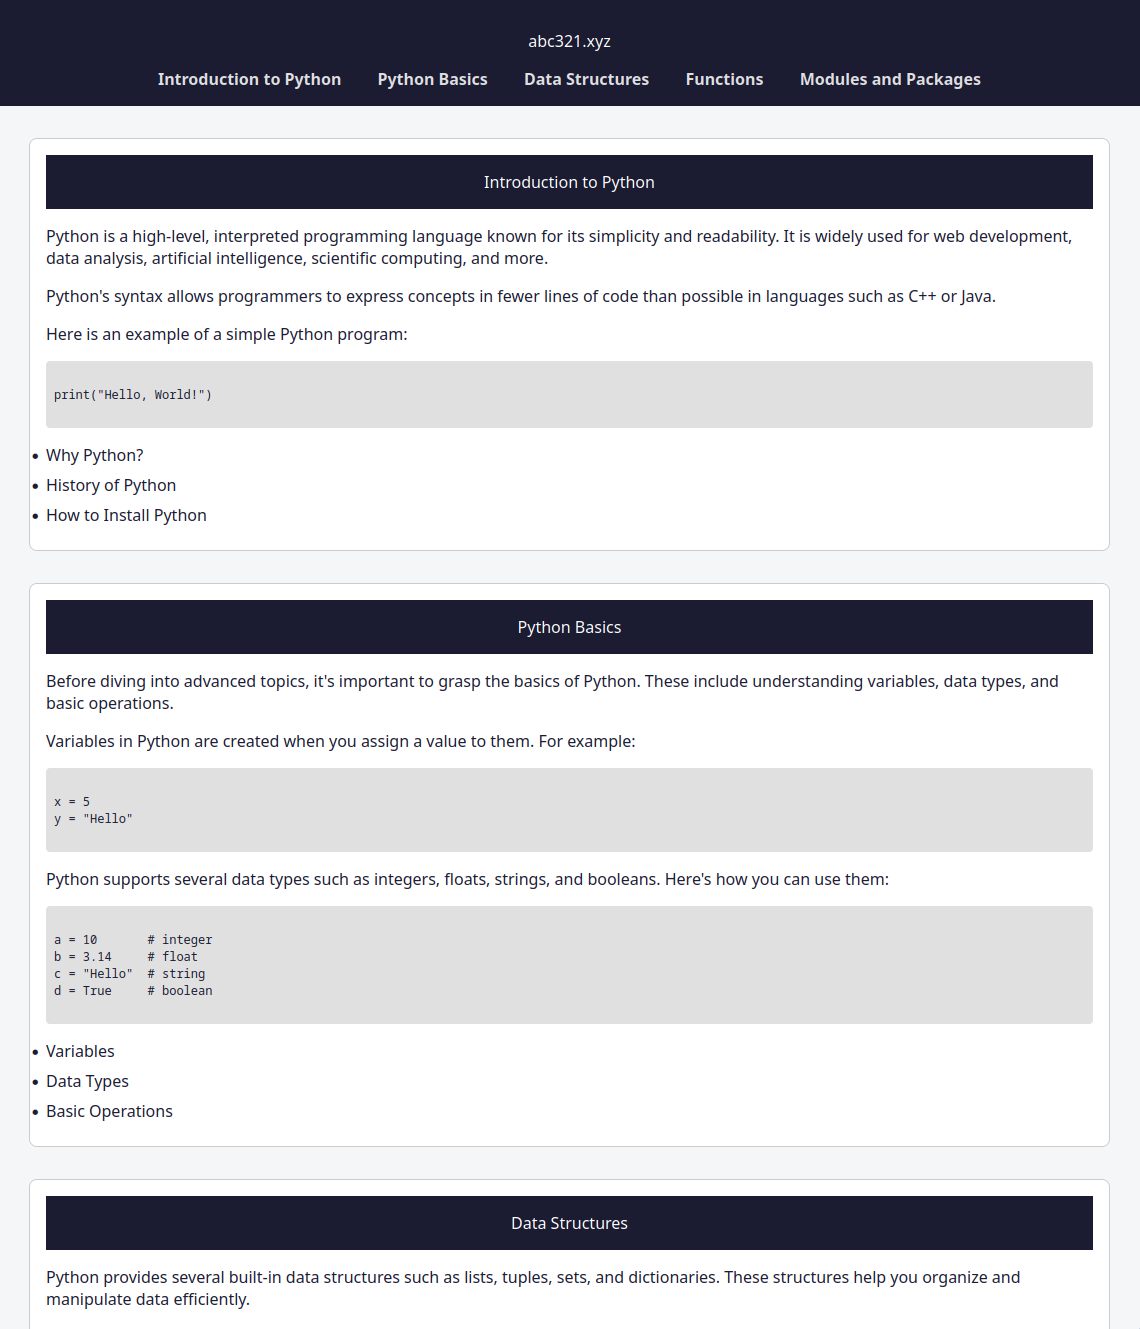 abc321.xyz
Introduction to Python Python Basics Data Structures Functions Modules and Packages
Introduction to Python
Python is a high-level, interpreted programming language known for its simplicity and readability. It is widely used for web development,
data analysis, artificial intelligence, scientific computing, and more.
Python's syntax allows programmers to express concepts in fewer lines of code than possible in languages such as C++ or Java.
Here is an example of a simple Python program:
print("Hello, World!")
• Why Python?
• History of Python
• How to Install Python
Python Basics
Before diving into advanced topics, it's important to grasp the basics of Python. These include understanding variables, data types, and
basic operations.
Variables in Python are created when you assign a value to them. For example:
x = 5
y = "Hello"
Python supports several data types such as integers, floats, strings, and booleans. Here's how you can use them:
a = 10       # integer
b = 3.14     # float
c = "Hello"  # string
d = True     # boolean
• Variables
• Data Types
• Basic Operations
Data Structures
Python provides several built-in data structures such as lists, tuples, sets, and dictionaries. These structures help you organize and
manipulate data efficiently.